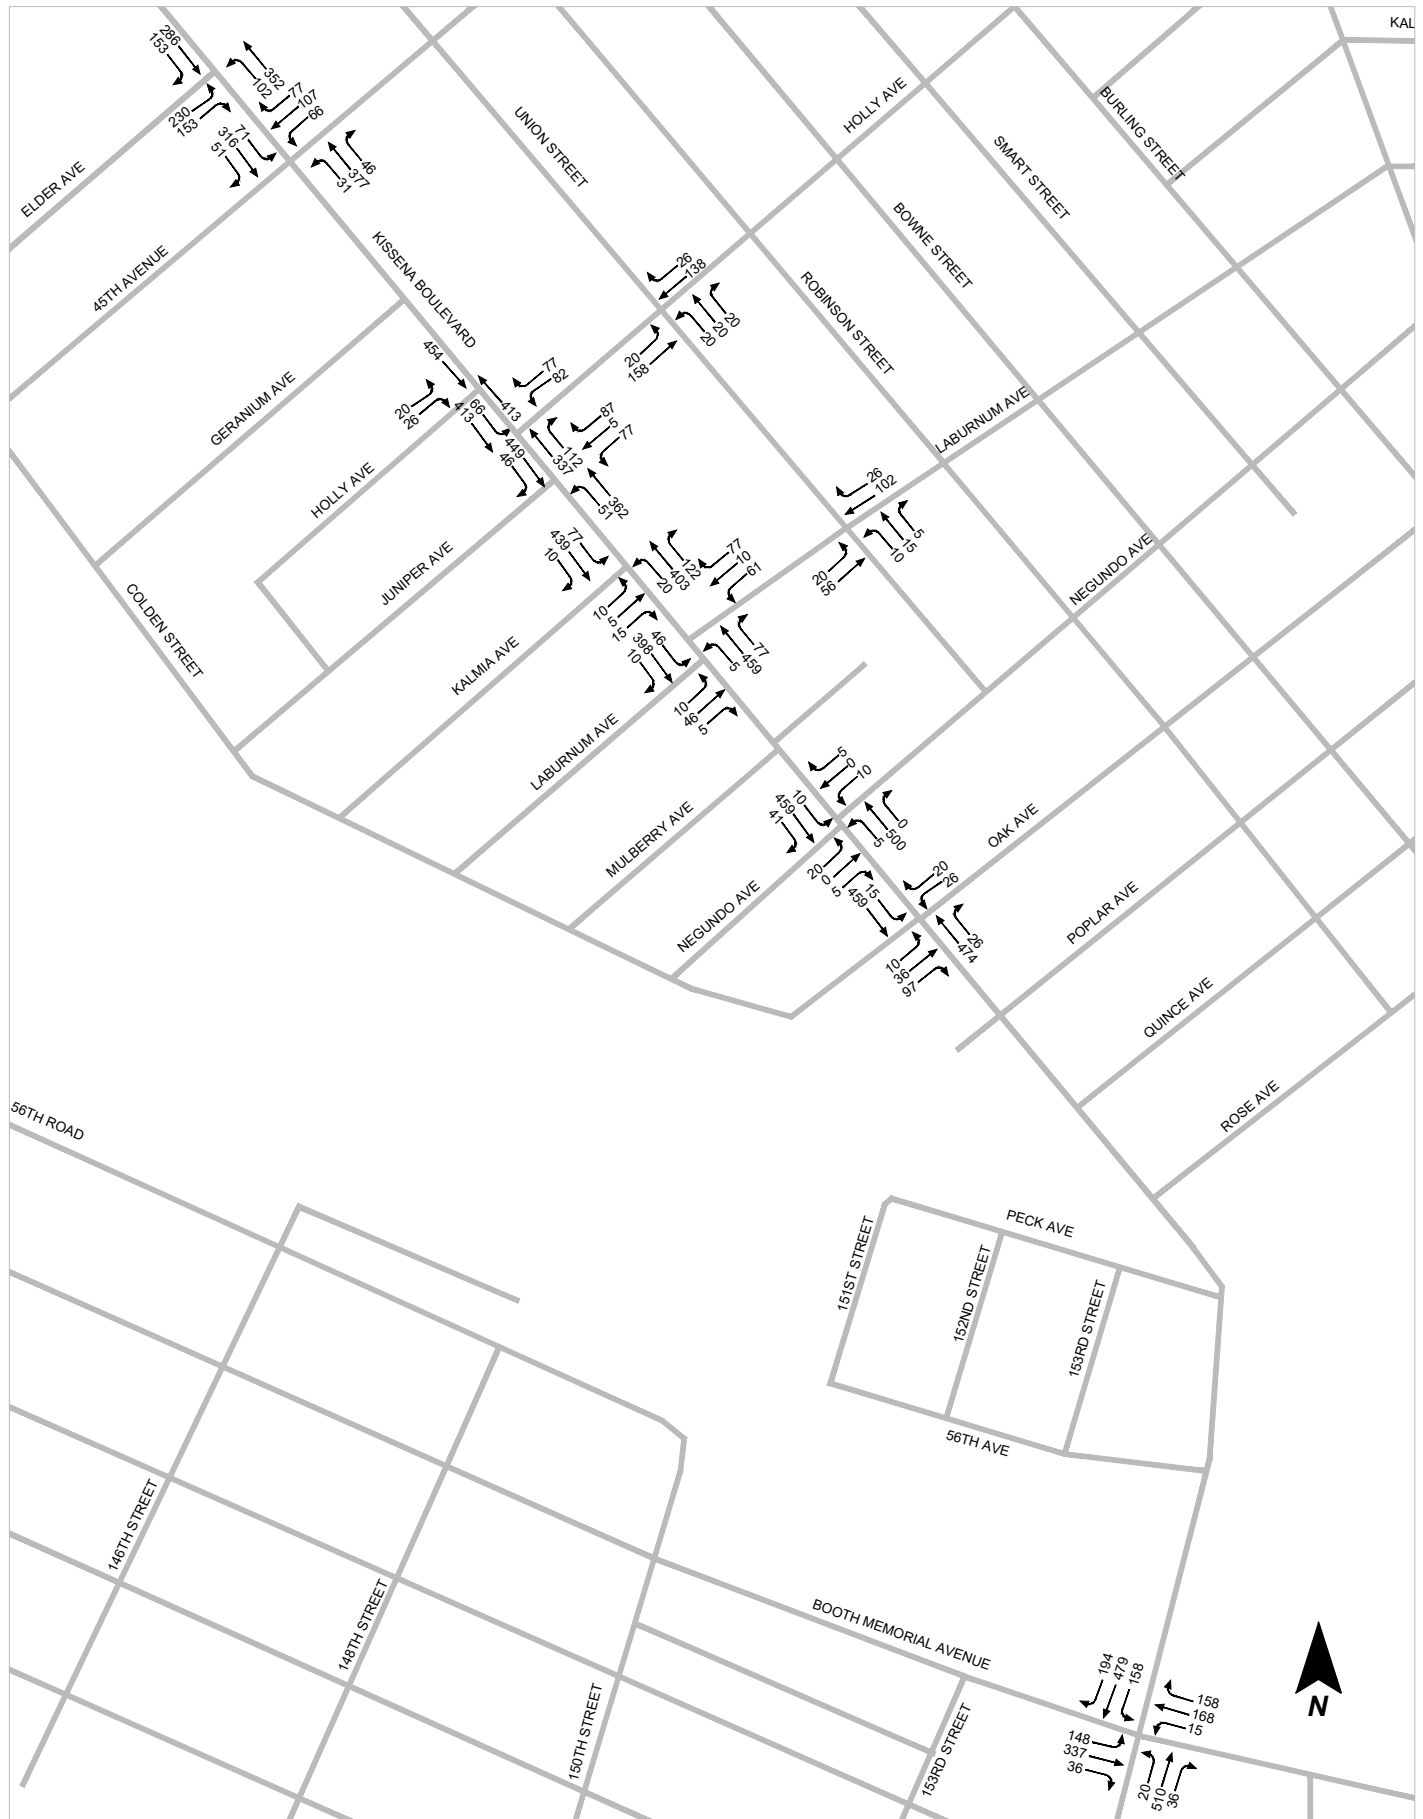 KAL
286
153
352
102
77
107
66
230
153
71
316
51
46
377
31
ELDER AVE
45TH AVENUE
KISSENA BOULEVARD
UNION STREET
HOLLY AVE
BURLING STREET
SMART STREET
BOWNE STREET
ROBINSON STREET
26
138
20
20
20
20
158
454
77
82
413
20
26
66
413
87
5
77
112
337
449
46
362
51
GERANIUM AVE
HOLLY AVE
JUNIPER AVE
LABURNUM AVE
26
102
5
15
10
20
56
77
439
10
122
403
20
77
10
61
10
5
15
46
398
10
77
459
5
10
46
5
COLDEN STREET
KALMIA AVE
LABURNUM AVE
MULBERRY AVE
NEGUNDO AVE
NEGUNDO AVE
5
0
10
10
459
41
0
500
5
20
0
5
15
459
20
26
26
474
10
36
97
OAK AVE
POPLAR AVE
QUINCE AVE
ROSE AVE
56TH ROAD
PECK AVE
151ST STREET
152ND STREET
153RD STREET
56TH AVE
146TH STREET
148TH STREET
150TH STREET
BOOTH MEMORIAL AVENUE
153RD STREET
194
479
158
158
168
15
148
337
36
20
510
36
N